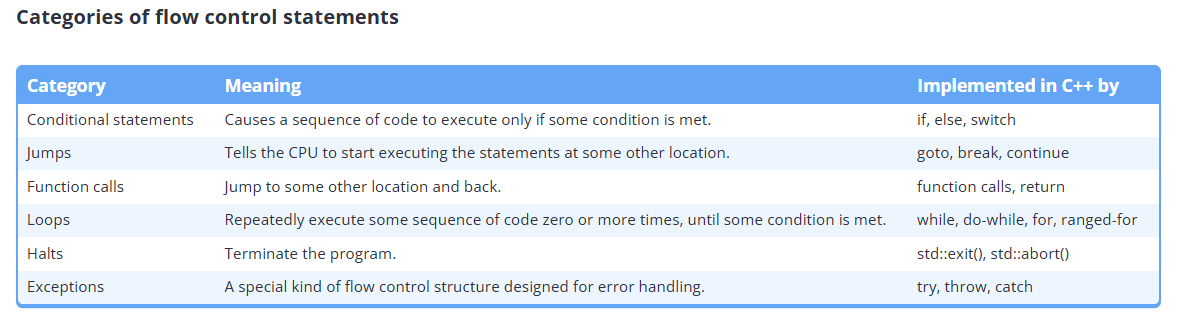 Categories of flow control statements
Category Meaning Implemented in C++ by
Conditional statements Causes a sequence of code to execute only if some condition is met. if, else, switch
Jumps Tells the CPU to start executing the statements at some other location. goto, break, continue
Function calls Jump to some other location and back. function calls, return
Loops Repeatedly execute some sequence of code zero or more times, until some condition is met. while, do-while, for, ranged-for
Halts Terminate the program. std::exit(), std::abort()
Exceptions A special kind of flow control structure designed for error handling. try, throw, catch